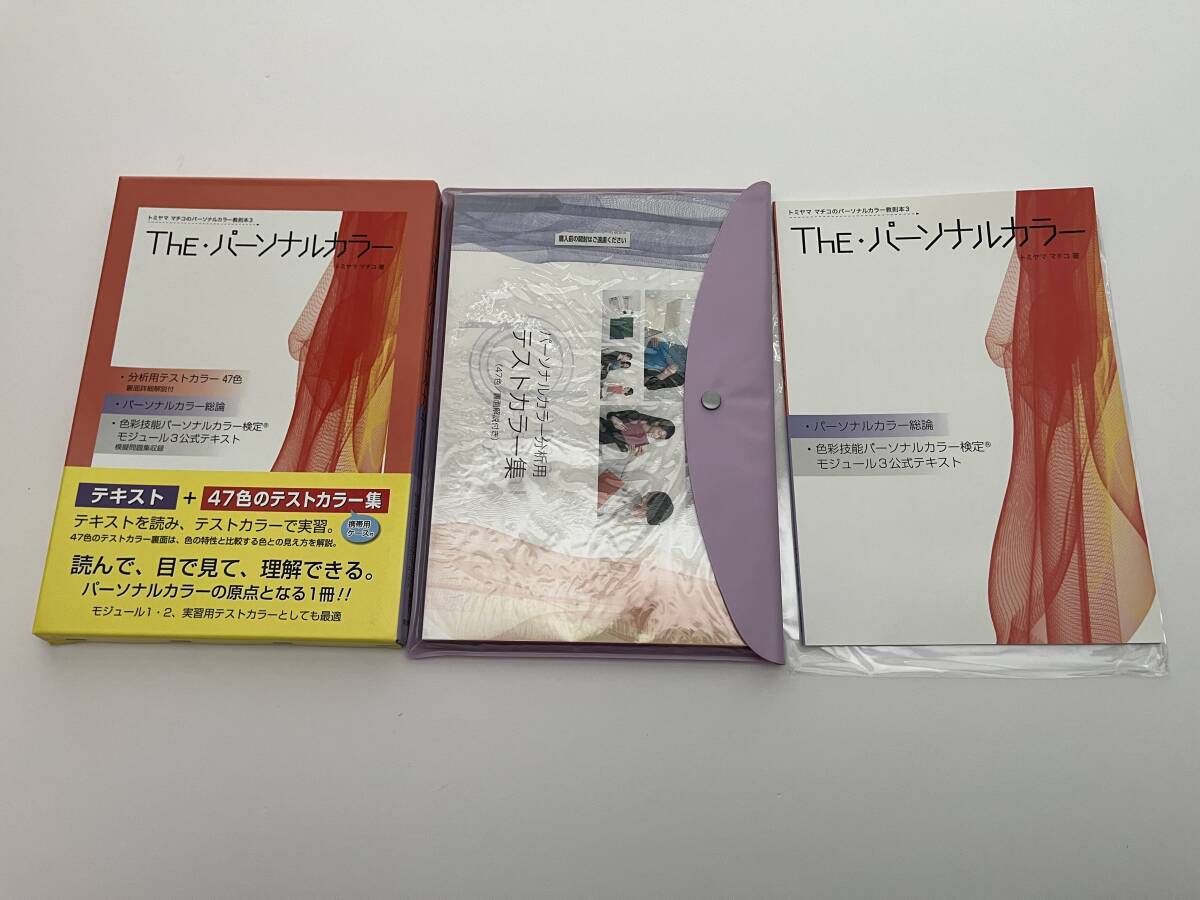 トミヤマ マチコのパーソナルカラー教則本3
ThE・パーソナルカラー
トミヤマ マチコ 著
・分析用テストカラー 47色
裏面詳細解説付
・パーソナルカラー総論
・色彩技能パーソナルカラー検定®
モジュール3公式テキスト
模擬問題集収録
テキスト + 47色のテストカラー集
テキストを読み、テストカラーで実習。
47色のテストカラー裏面は、色の特性と比較する色との見え方を解説。
携帯用
ケース付
読んで、目で見て、理解できる。
パーソナルカラーの原点となる1冊!!
モジュール1・2、実習用テストカラーとしても最適
購入前の開封はご遠慮ください
パーソナルカラー分析用
テストカラー集
(47色/裏面解説付き)
トミヤマ マチコのパーソナルカラー教則本3
ThE・パーソナルカラー
トミヤマ マチコ 著
・パーソナルカラー総論
・色彩技能パーソナルカラー検定®
モジュール3公式テキスト